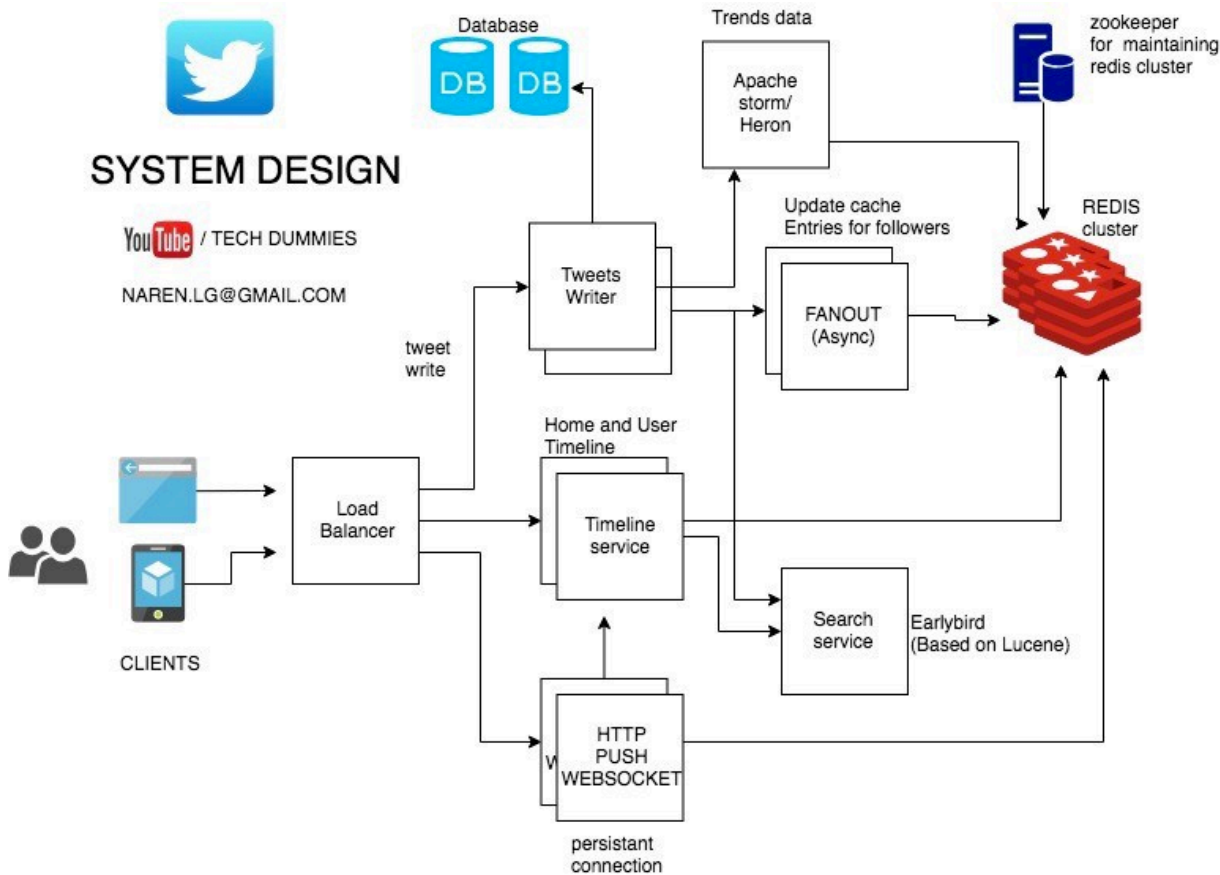 Database
DB
DB
Trends data
Apache
storm/
Heron
zookeeper
for maintaining
redis cluster
SYSTEM DESIGN
YouTube / TECH DUMMIES
NAREN.LG@GMAIL.COM
Tweets
Writer
Update cache
Entries for followers
FANOUT
(Async)
REDIS
cluster
tweet
write
Home and User
Timeline
Load
Balancer
Timeline
service
CLIENTS
Search
service
Earlybird
(Based on Lucene)
W
HTTP
PUSH
WEBSOCKET
persistant
connection